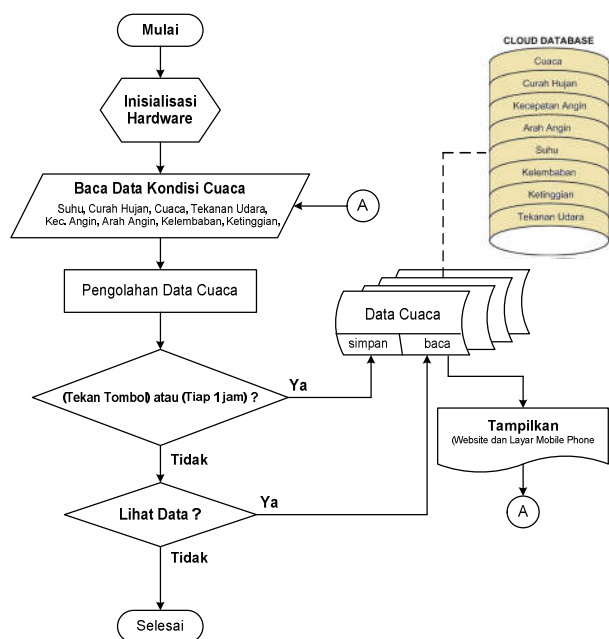 Mulai
Inisialisasi
Hardware
Baca Data Kondisi Cuaca
Suhu, Curah Hujan, Cuaca, Tekanan Udara,
Kec. Angin, Arah Angin, Kelembaban, Ketinggian,
A
Pengolahan Data Cuaca
(Tekan Tombol) atau (Tiap 1 jam) ?
Ya
Tidak
Lihat Data ?
Ya
Tidak
Selesai
CLOUD DATABASE
Cuaca
Curah Hujan
Kecepatan Angin
Arah Angin
Suhu
Kelembaban
Ketinggian
Tekanan Udara
Data Cuaca
simpan baca
Tampilkan
(Website dan Layar Mobile Phone
A